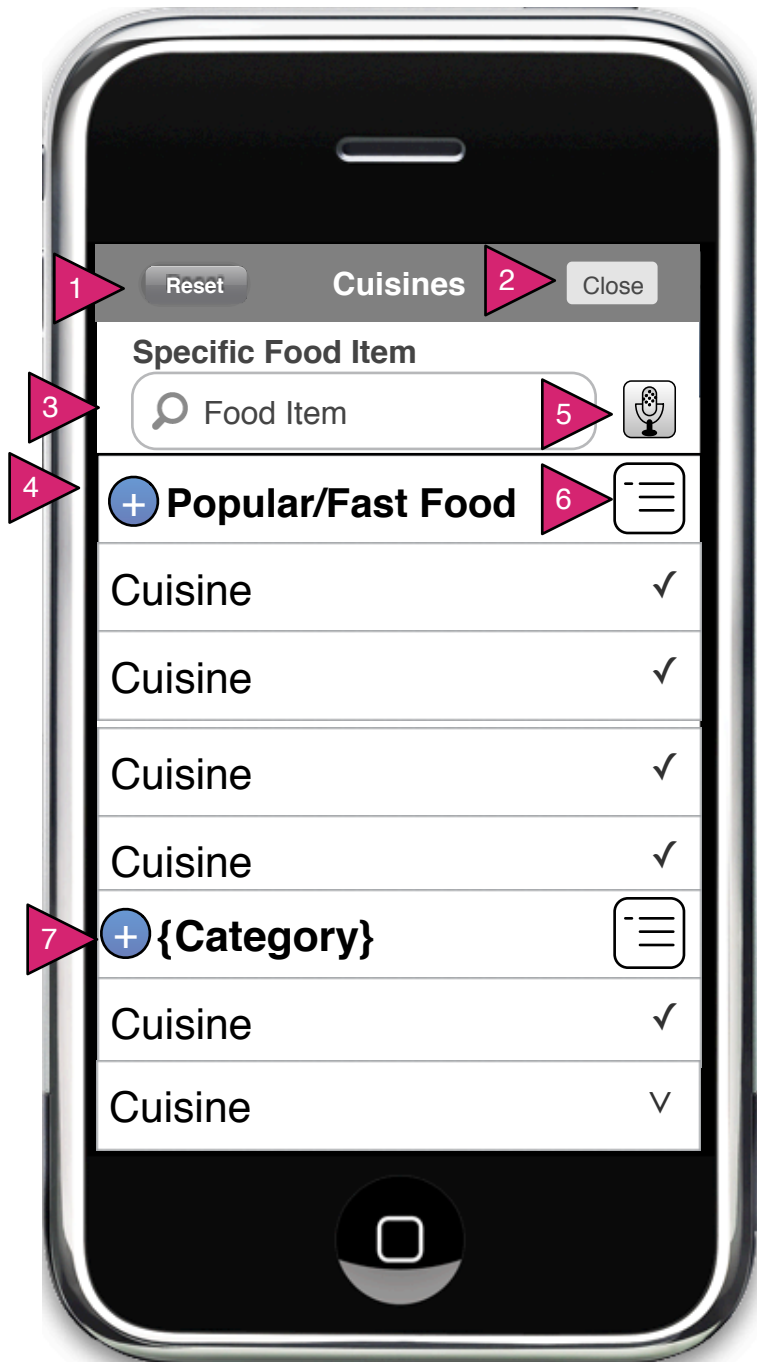 1 Reset Cuisines 2 Close
Specific Food Item
3 Food Item 5
4 + Popular/Fast Food 6
Cuisine ✓
Cuisine ✓
Cuisine ✓
Cuisine ✓
7 + {Category}
Cuisine ✓
Cuisine V